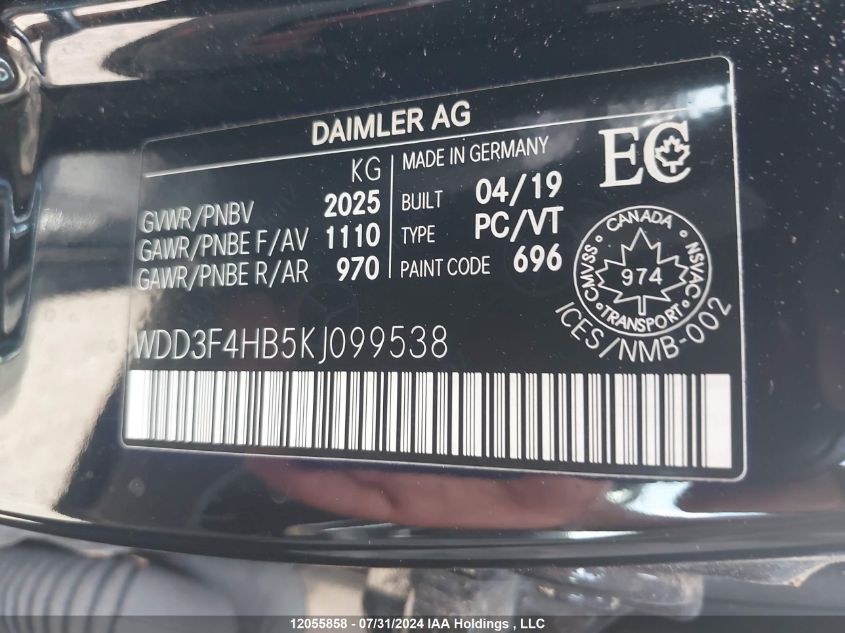 DAIMLER AG
KG
GVWR/PNBV 2025
GAWR/PNBE F/AV 1110
GAWR/PNBE R/AR 970
MADE IN GERMANY
BUILT 04/19
TYPE PC/VT
PAINT CODE 696
EC
CANADA
CMVSS
NSVAC
974
TRANSPORT
ICES/NMB-002
WDD3F4HB5KJ099538
12055858 - 07/31/2024 IAA Holdings , LLC